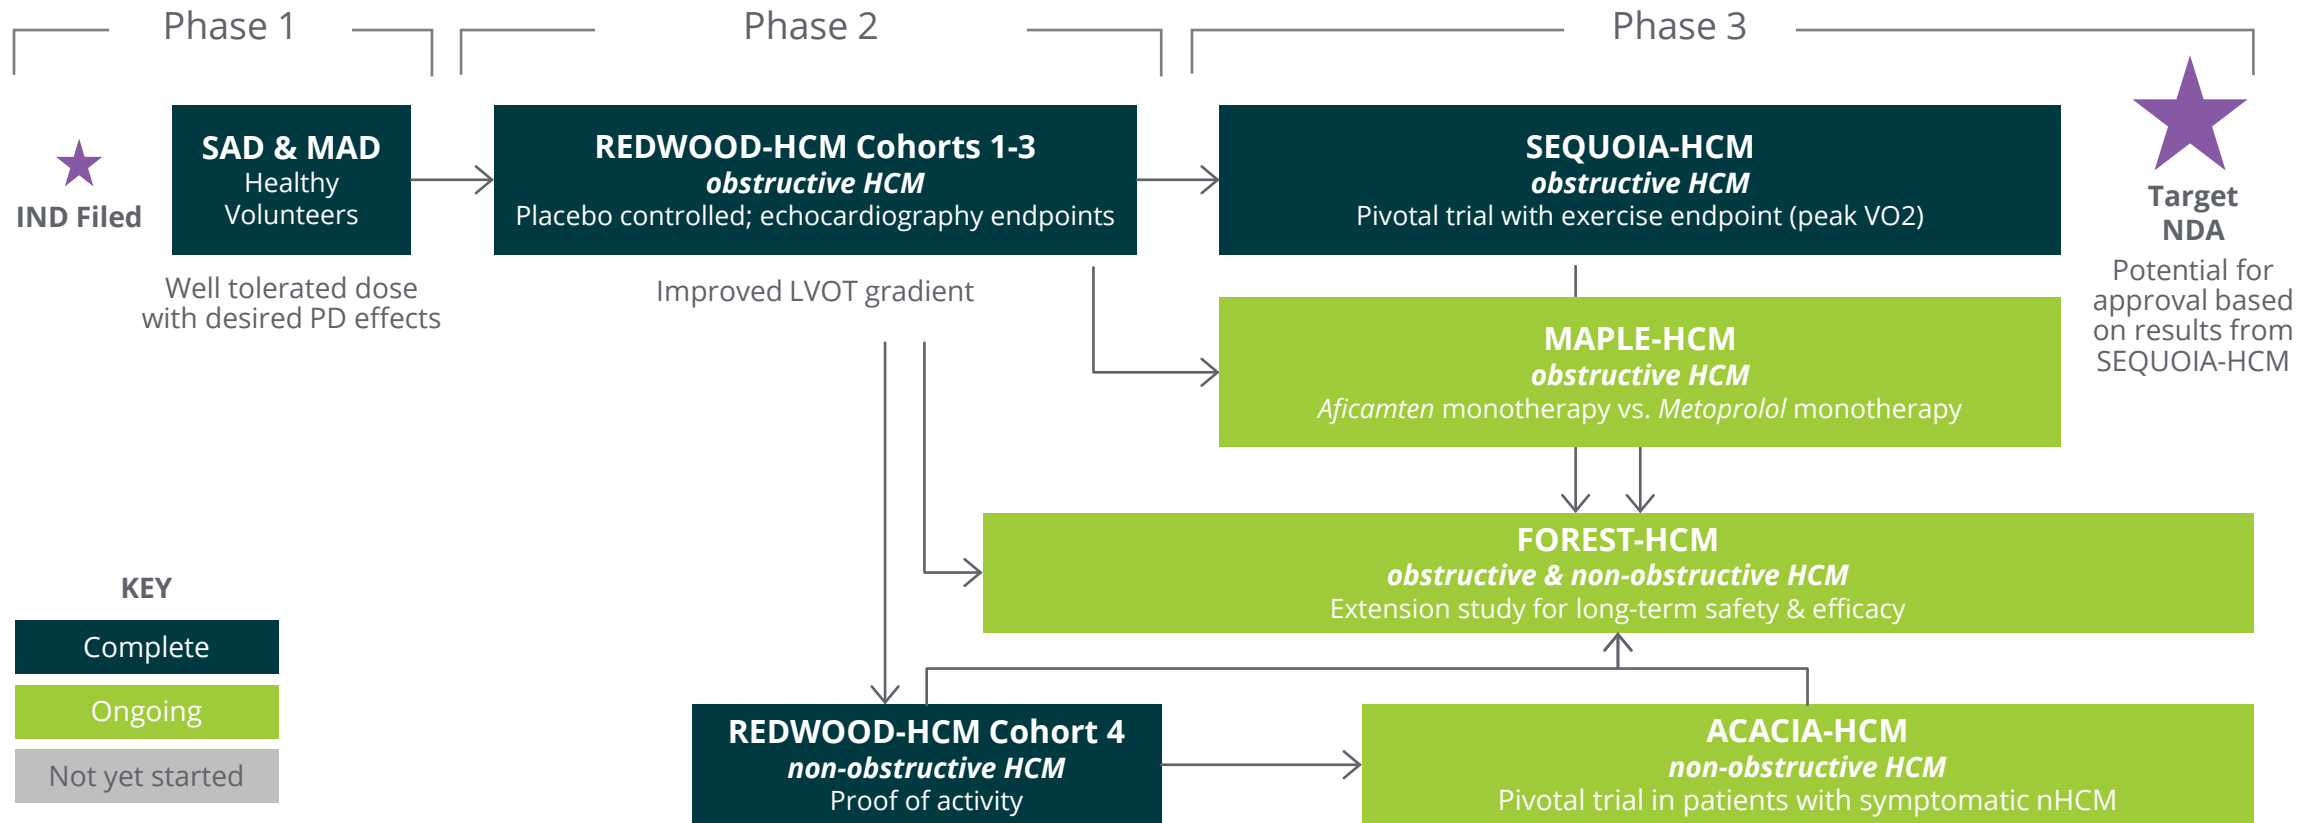 Phase 1
Phase 2
Phase 3
IND Filed
SAD & MAD
Healthy
Volunteers
Well tolerated dose
with desired PD effects
REDWOOD-HCM Cohorts 1-3
obstructive HCM
Placebo controlled; echocardiography endpoints
Improved LVOT gradient
SEQUOIA-HCM
obstructive HCM
Pivotal trial with exercise endpoint (peak VO2)
Target
NDA
Potential for
approval based
on results from
SEQUOIA-HCM
MAPLE-HCM
obstructive HCM
Aficamten monotherapy vs. Metoprolol monotherapy
FOREST-HCM
obstructive & non-obstructive HCM
Extension study for long-term safety & efficacy
REDWOOD-HCM Cohort 4
non-obstructive HCM
Proof of activity
ACACIA-HCM
non-obstructive HCM
Pivotal trial in patients with symptomatic nHCM
KEY
Complete
Ongoing
Not yet started